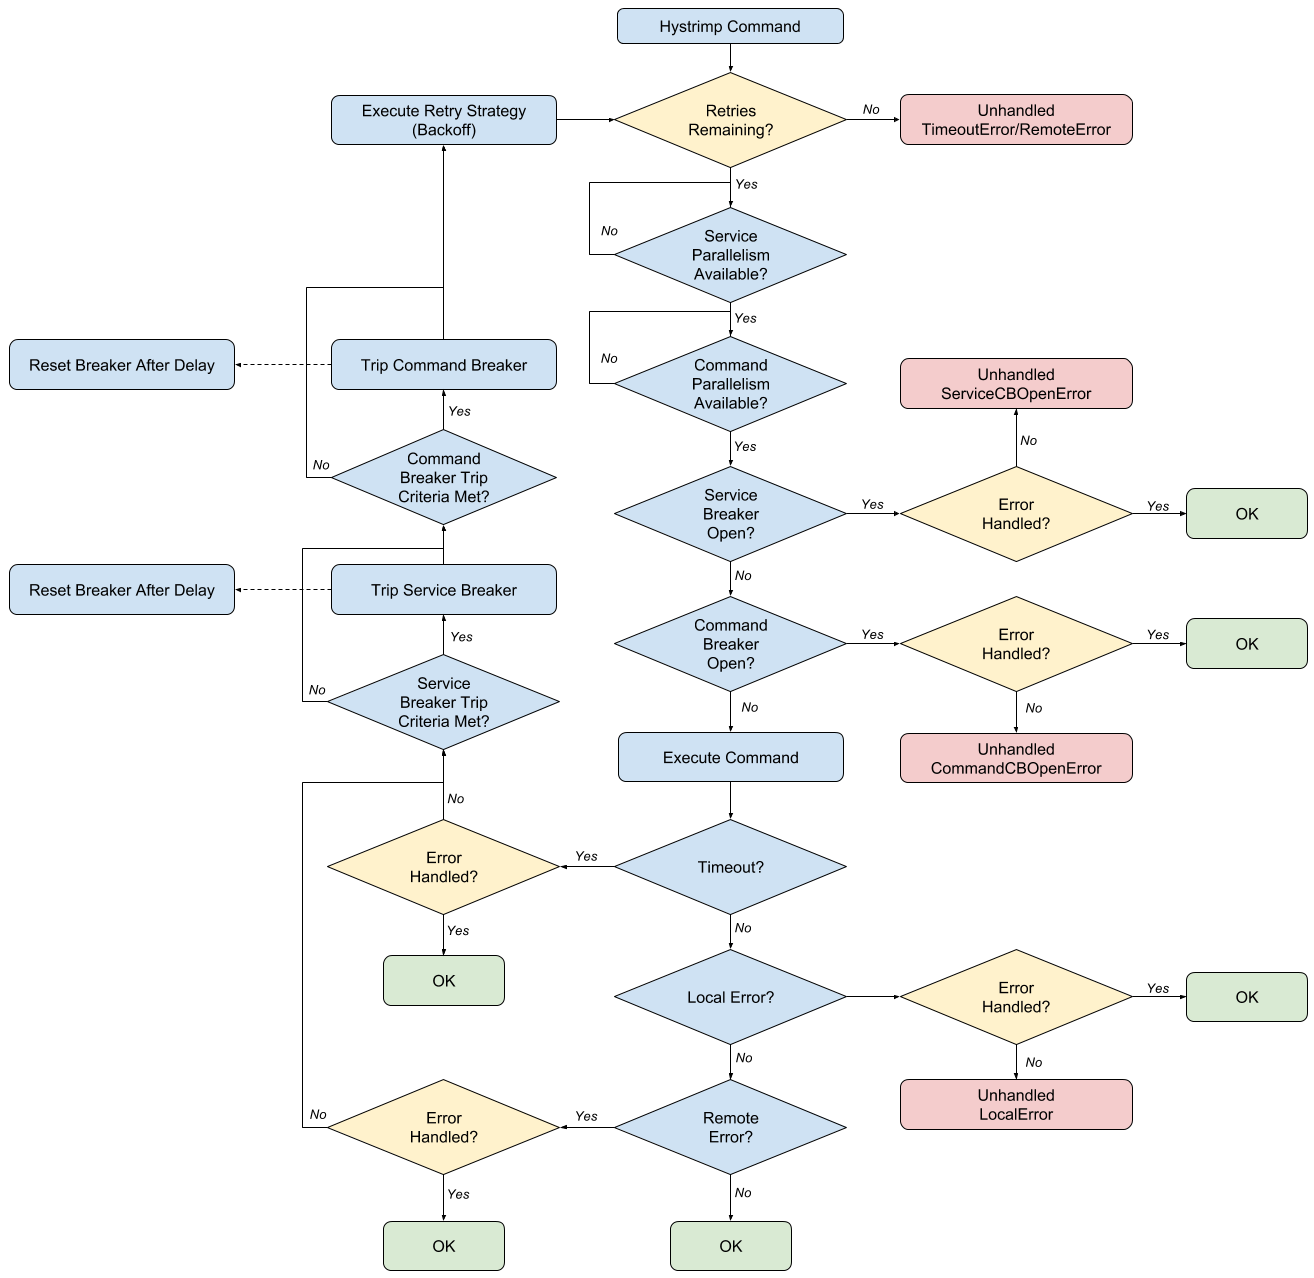 Hystrimp Command
Execute Retry Strategy
(Backoff)
Retries
Remaining?
No
Unhandled
TimeoutError/RemoteError
Yes
No
Service
Parallelism
Available?
Yes
No
Command
Parallelism
Available?
Reset Breaker After Delay
Trip Command Breaker
Unhandled
ServiceCBOpenError
Yes
No
Yes
No
Command
Breaker Trip
Criteria Met?
Service
Breaker
Open?
Yes
Error
Handled?
Yes
OK
No
Reset Breaker After Delay
Trip Service Breaker
Yes
No
Service
Breaker Trip
Criteria Met?
Command
Breaker
Open?
Yes
Error
Handled?
Yes
OK
No
No
Execute Command
Unhandled
CommandCBOpenError
No
Error
Handled?
Yes
Timeout?
Yes
No
OK
Local Error?
Error
Handled?
Yes
OK
No
No
Unhandled
LocalError
No
Error
Handled?
Yes
Remote
Error?
Yes
No
OK
OK